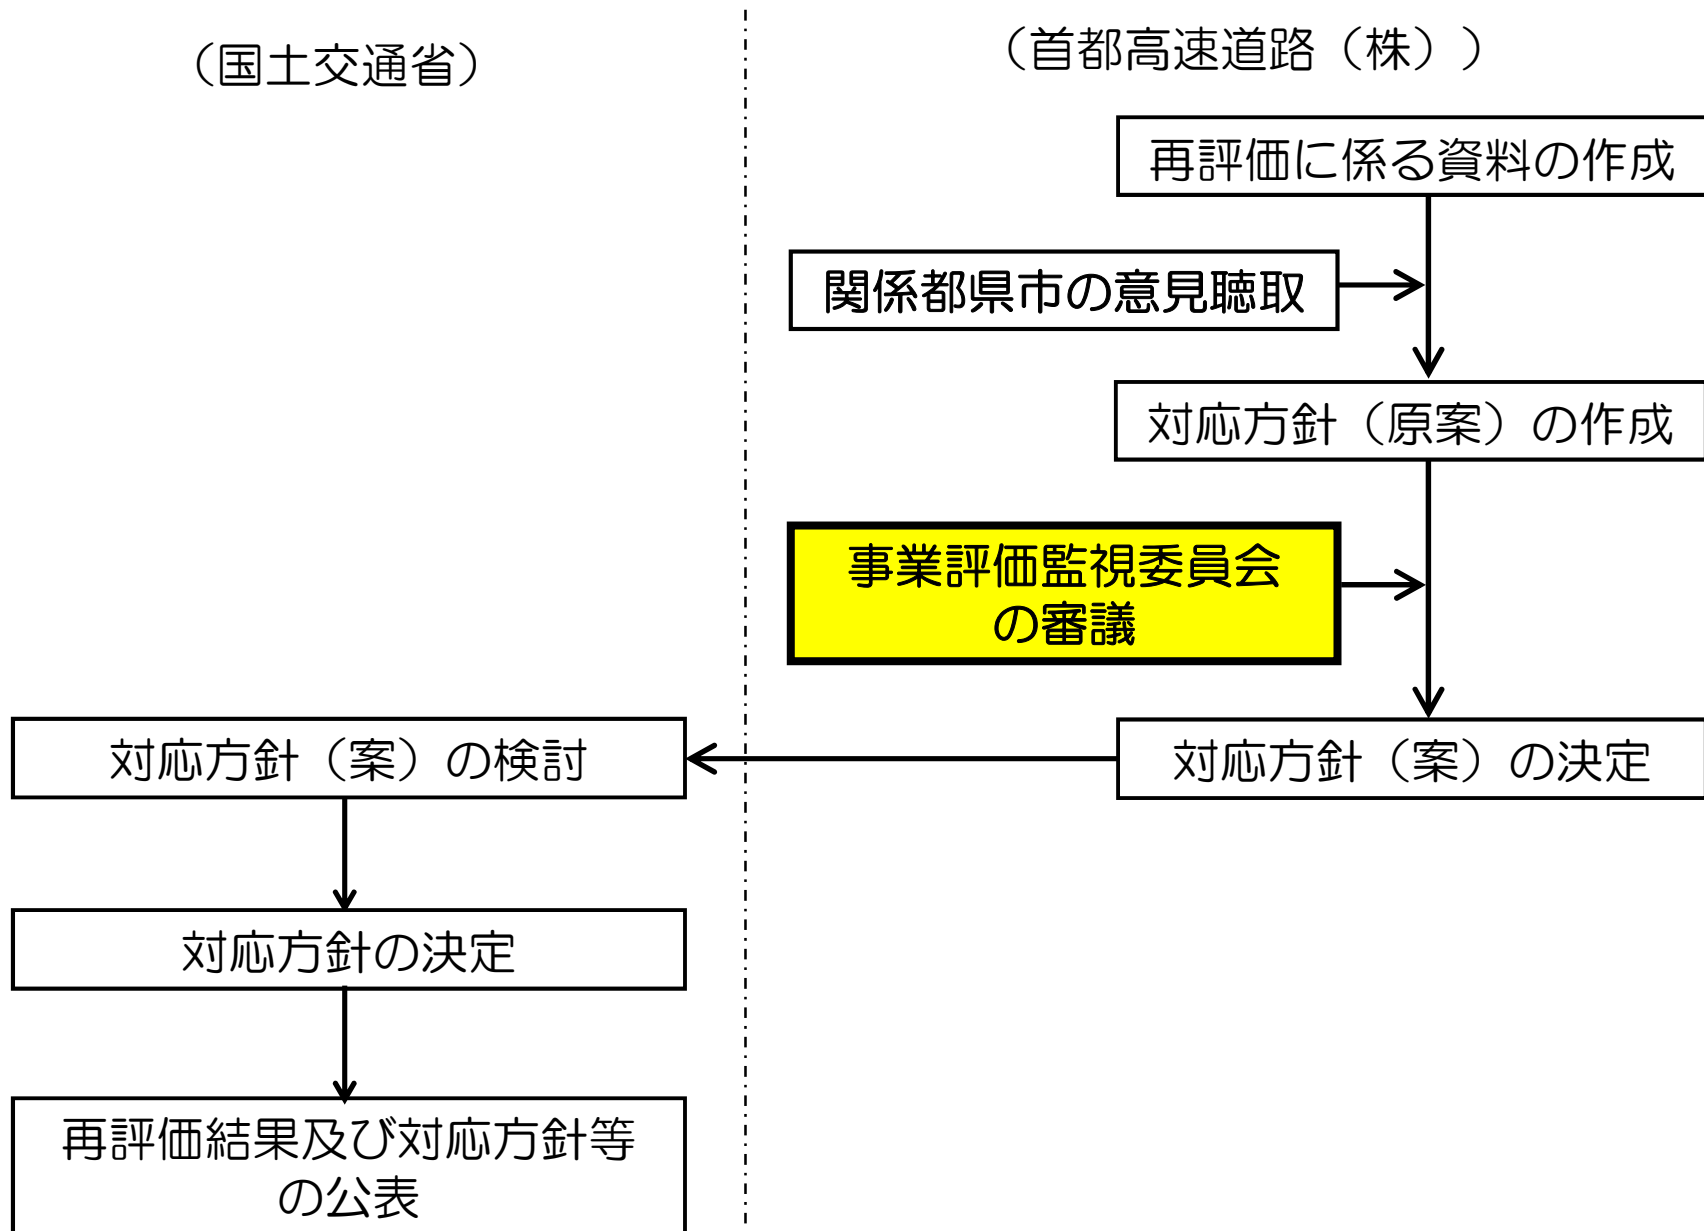 （国土交通省）
（首都高速道路（株））
再評価に係る資料の作成
関係都県市の意見聴取
対応方針（原案）の作成
事業評価監視委員会
の審議
対応方針（案）の決定
対応方針（案）の検討
対応方針の決定
再評価結果及び対応方針等
の公表